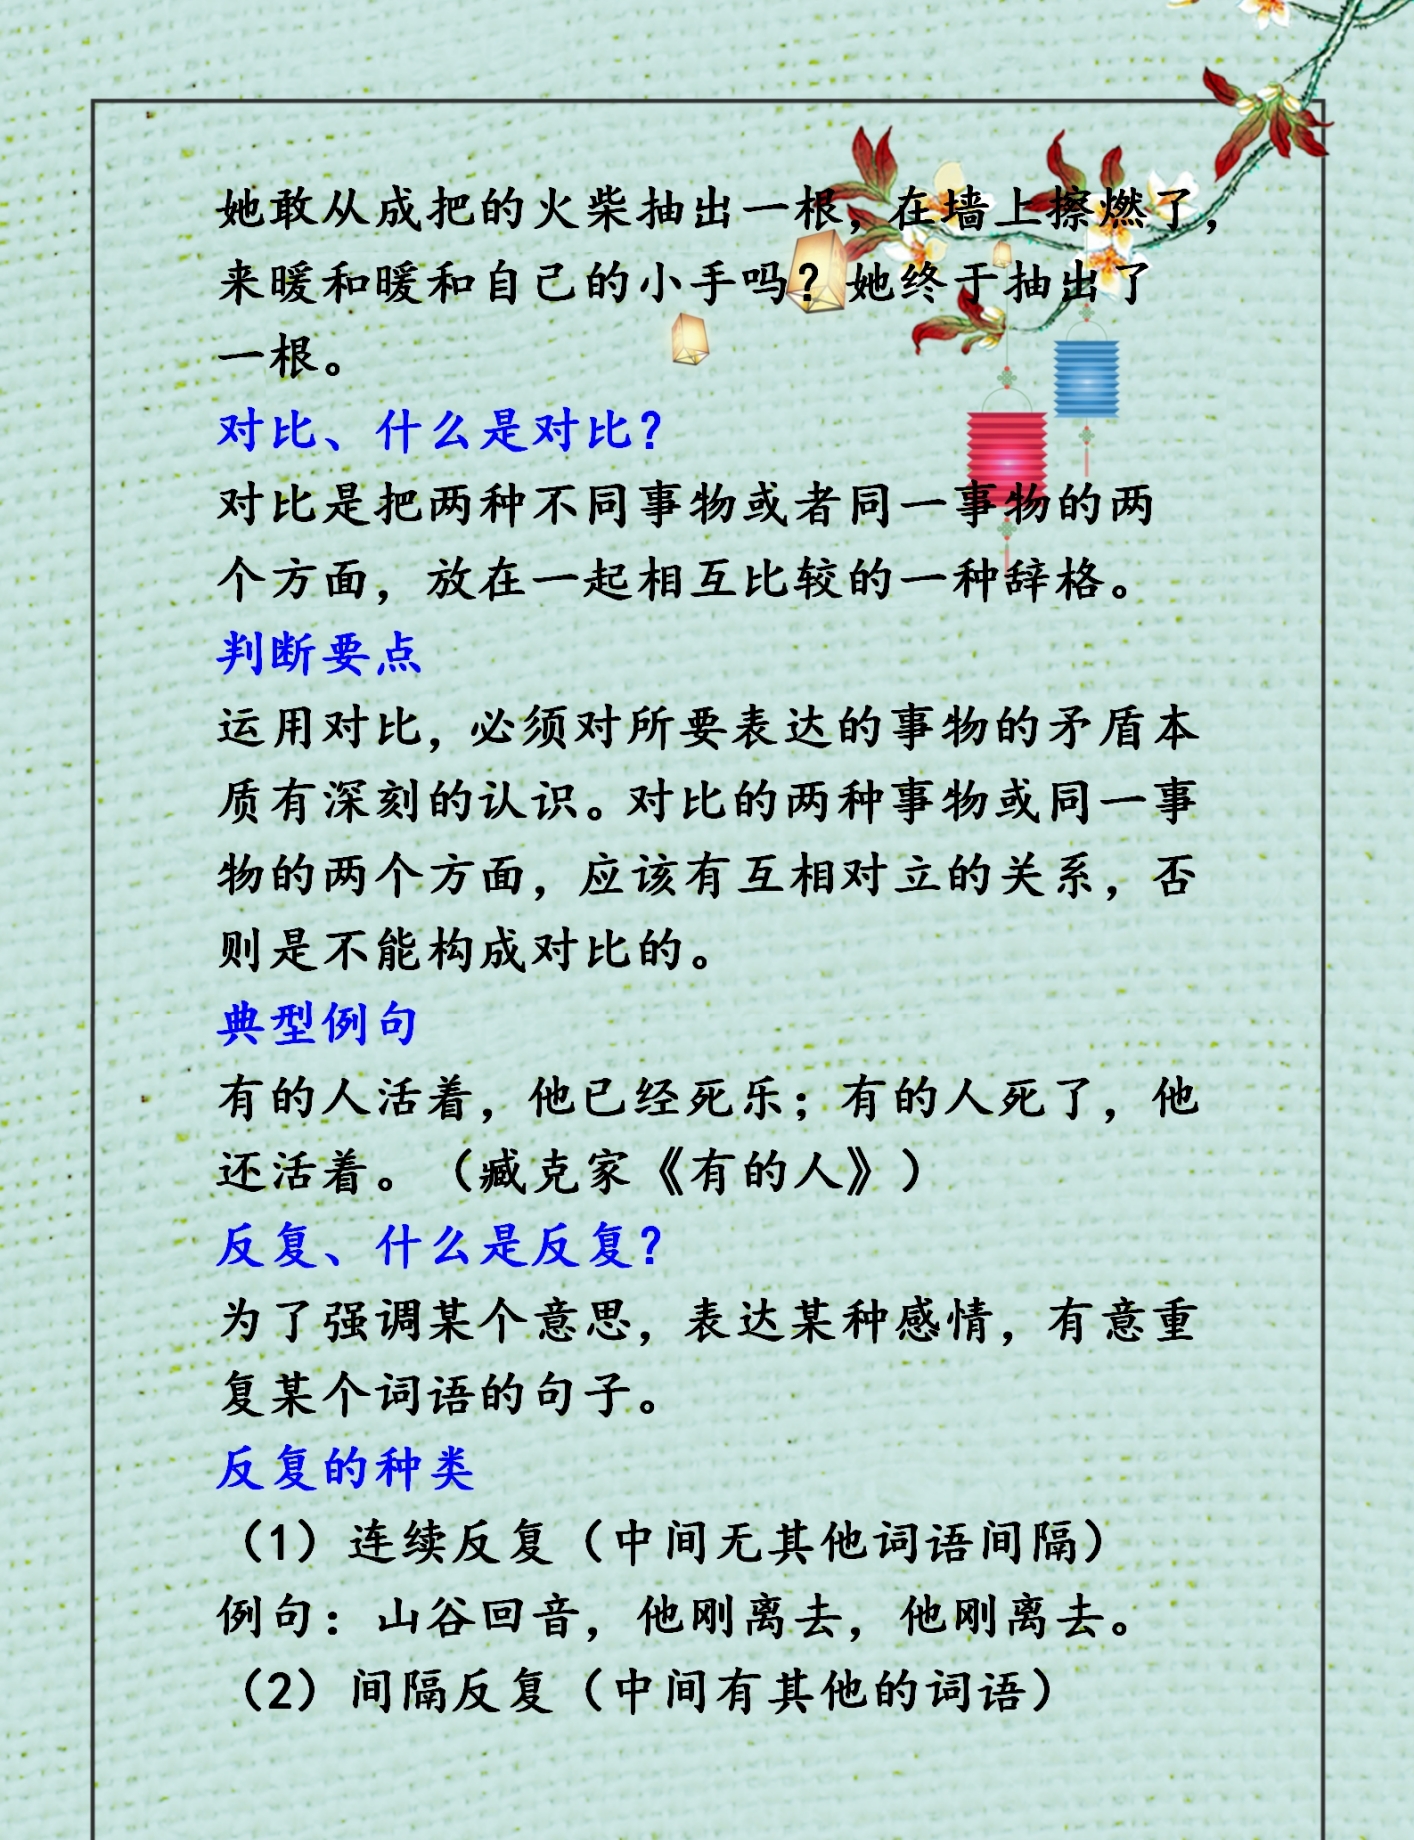 她敢从成把的火柴抽出一根，在墙上擦燃了，
来暖和暖和自己的小手吗？她终于抽出了
一根。
对比、什么是对比？
对比是把两种不同事物或者同一事物的两
个方面，放在一起相互比较的一种辞格。
判断要点
运用对比，必须对所要表达的事物的矛盾本
质有深刻的认识。对比的两种事物或同一事
物的两个方面，应该有互相对立的关系，否
则是不能构成对比的。
典型例句
有的人活着，他已经死乐；有的人死了，他
还活着。（臧克家《有的人》）
反复、什么是反复？
为了强调某个意思，表达某种感情，有意重
复某个词语的句子。
反复的种类
（1）连续反复（中间无其他词语间隔）
例句：山谷回音，他刚离去，他刚离去。
（2）间隔反复（中间有其他的词语）